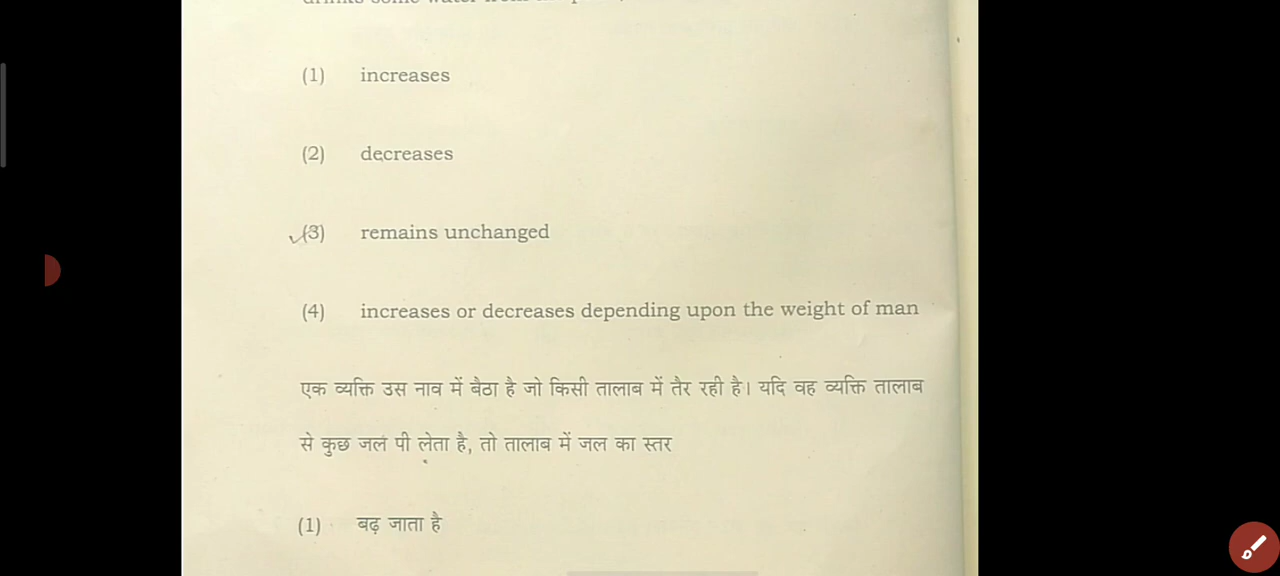 (1) increases
(2) decreases
(3) remains unchanged
(4) increases or decreases depending upon the weight of man
एक व्यक्ति उस नाव में बैठा है जो किसी तालाब में तैर रही है। यदि वह व्यक्ति तालाब
से कुछ जल पी लेता है, तो तालाब में जल का स्तर
(1) बढ़ जाता है